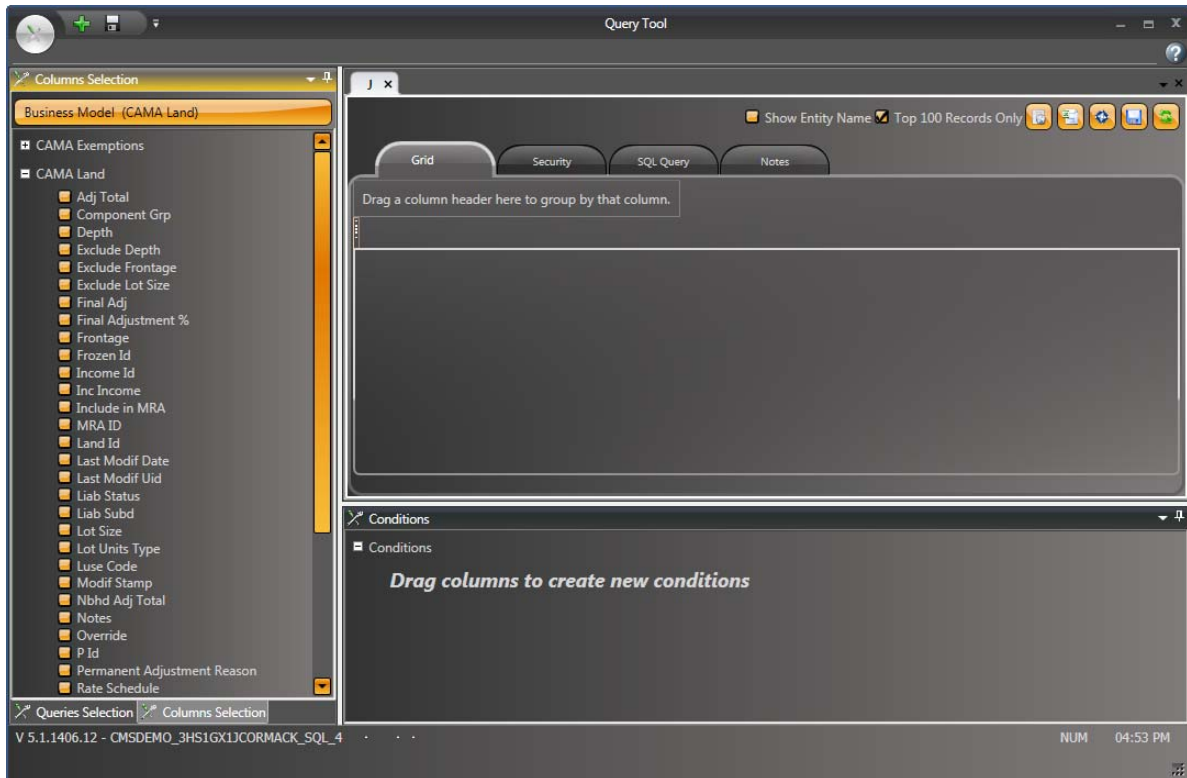 Query Tool
Columns Selection
Business Model (CAMA Land)
CAMA Exemptions
CAMA Land
Adj Total
Component Grp
Depth
Exclude Depth
Exclude Frontage
Exclude Lot Size
Final Adj
Final Adjustment %
Frontage
Frozen Id
Income Id
Inc Income
Include in MRA
MRA ID
Land Id
Last Modif Date
Last Modif Uid
Liab Status
Liab Subd
Lot Size
Lot Units Type
Luse Code
Modif Stamp
Nbhd Adj Total
Notes
Override
P Id
Permanent Adjustment Reason
Rate Schedule
Queries Selection Columns Selection
J
Show Entity Name Top 100 Records Only
Grid Security SQL Query Notes
Drag a column header here to group by that column.
Conditions
Conditions
Drag columns to create new conditions
V 5.1.1406.12 - CMSDEMO_3HS1GX1JCORMACK_SQL_4 NUM 04:53 PM